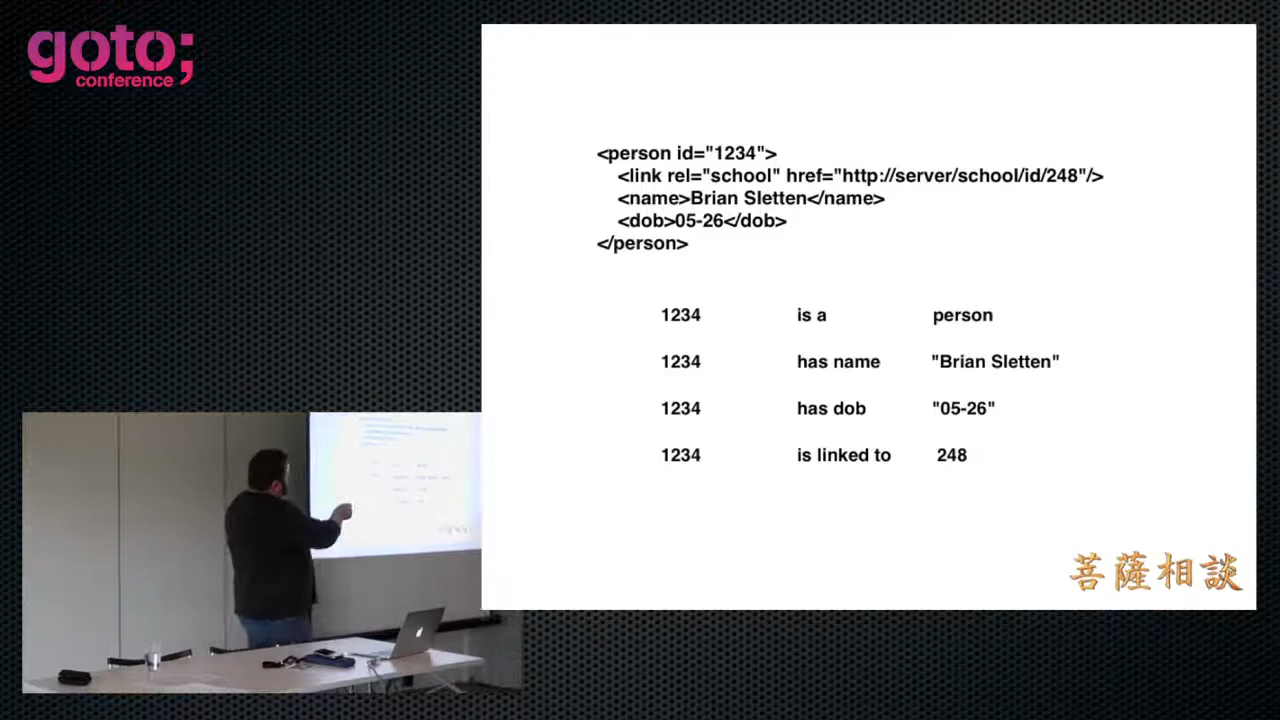 goto;
conference
<person id="1234">
<link rel="school" href="http://server/school/id/248"/>
<name>Brian Sletten</name>
<dob>05-26</dob>
</person>
1234 is a person
1234 has name "Brian Sletten"
1234 has dob "05-26"
1234 is linked to 248
菩薩相談